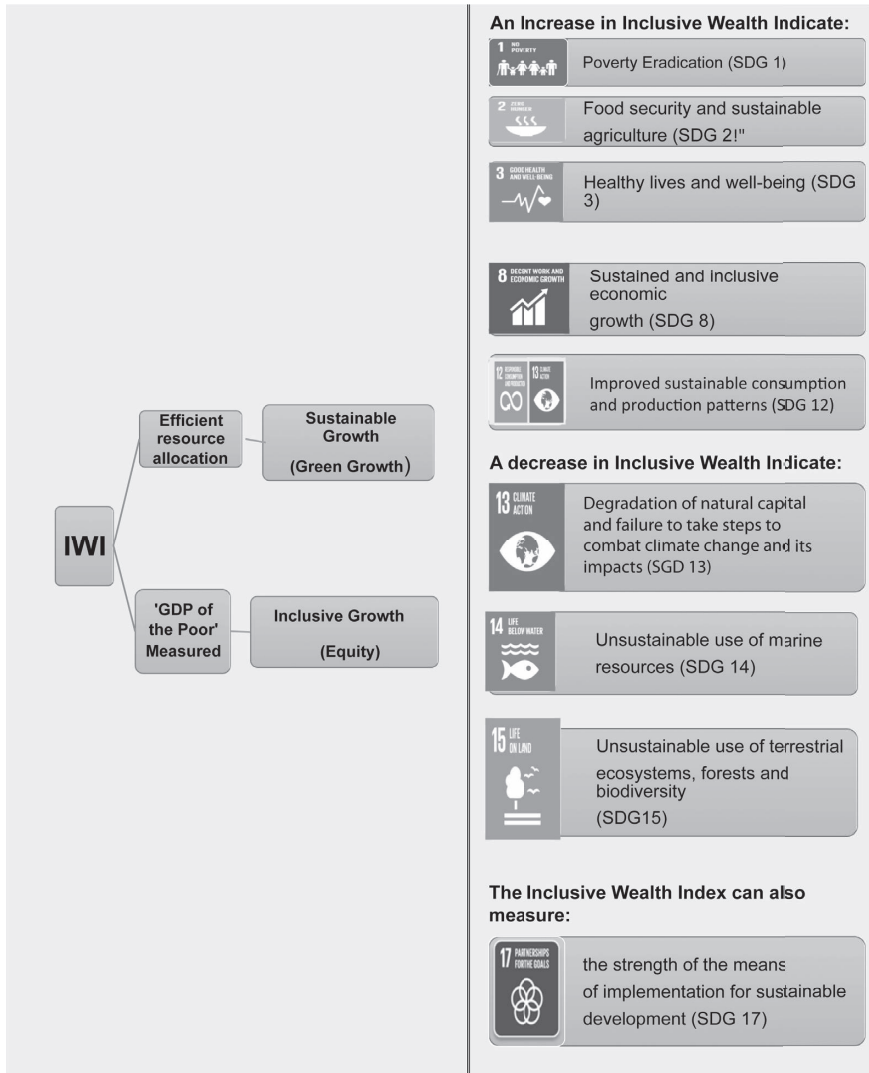 Efficient
resource
allocation
Sustainable
Growth
(Green Growth)
IWI
'GDP of
the Poor'
Measured
Inclusive Growth
(Equity)
An Increase in Inclusive Wealth Indicate:
1 NO
POVERTY
Poverty Eradication (SDG 1)
2 ZERO
HUNGER
Food security and sustainable
agriculture (SDG 2!"
3 GOOD HEALTH
AND WELL-BEING
Healthy lives and well-being (SDG
3)
8 DECENT WORK AND
ECONOMIC GROWTH
Sustained and inclusive
economic
growth (SDG 8)
12 RESPONSIBLE
CONSUMPTION
AND PRODUCTION
13 CLIMATE
ACTION
Improved sustainable consumption
and production patterns (SDG 12)
A decrease in Inclusive Wealth Indicate:
13 CLIMATE
ACTON
Degradation of natural capital
and failure to take steps to
combat climate change and its
impacts (SGD 13)
14 LIFE
BELOV WATER
Unsustainable use of marine
resources (SDG 14)
15 LIFE
ON LAND
Unsustainable use of terrestrial
ecosystems, forests and
biodiversity
(SDG15)
The Inclusive Wealth Index can also
measure:
17 PARTNERSHIPS
FORTHE GOALS
the strength of the means
of implementation for sustainable
development (SDG 17)